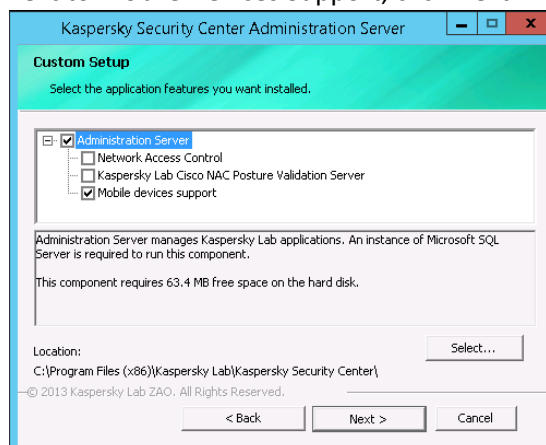 Kaspersky Security Center Administration Server
Custom Setup
Select the application features you want installed.
Administration Server
Network Access Control
Kaspersky Lab Cisco NAC Posture Validation Server
Mobile devices support
Administration Server manages Kaspersky Lab applications. An instance of Microsoft SQL
Server is required to run this component.
This component requires 63.4 MB free space on the hard disk.
Select...
Location:
C:\Program Files (x86)\Kaspersky Lab\Kaspersky Security Center\
© 2013 Kaspersky Lab ZAO. All Rights Reserved.
< Back
Next >
Cancel